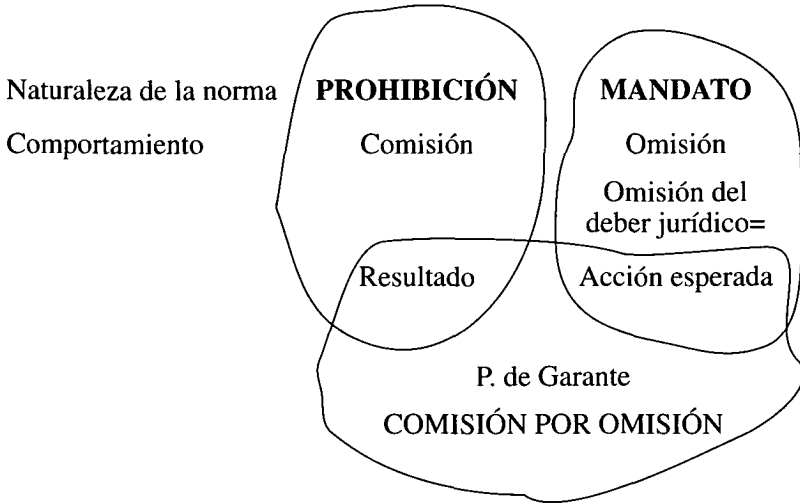 Naturaleza de la norma PROHIBICIÓN MANDATO
Comportamiento Comisión Omisión
Omisión del
deber jurídico=
Resultado Acción esperada
P. de Garante
COMISIÓN POR OMISIÓN